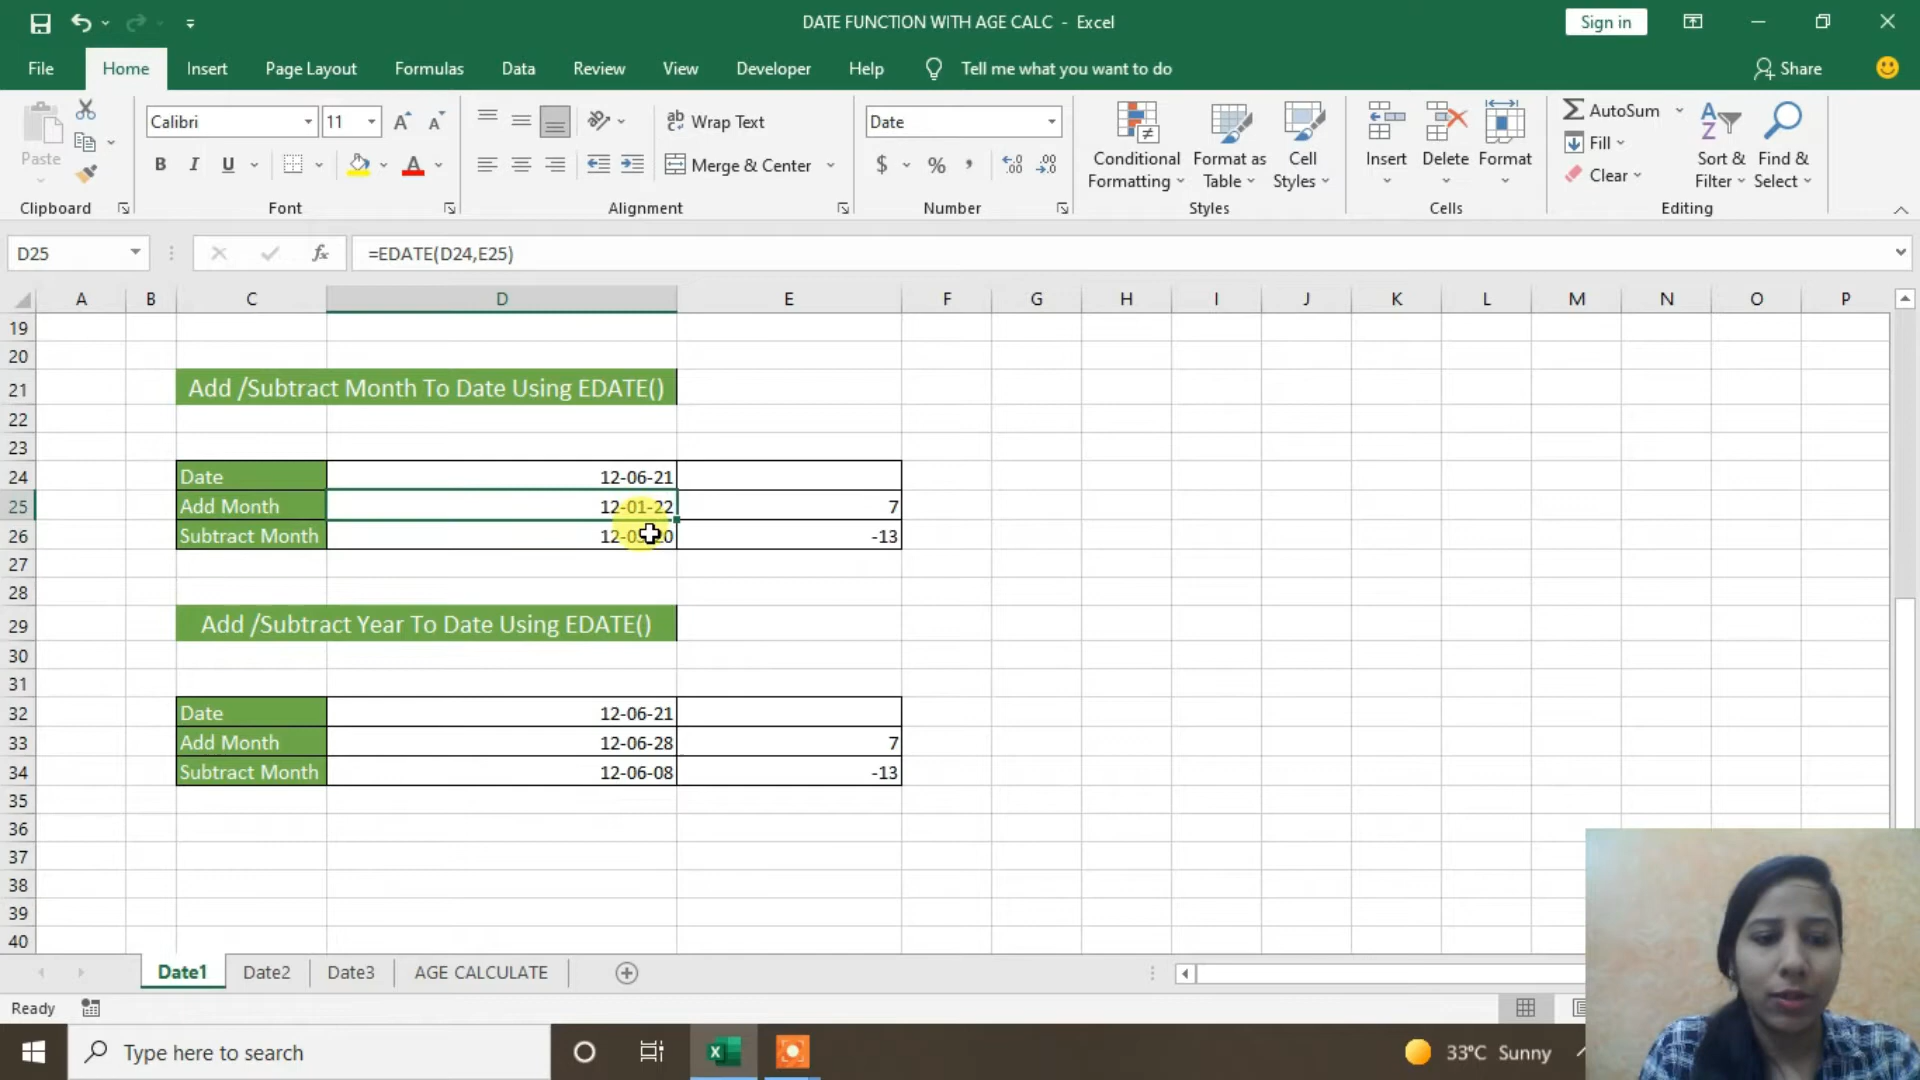 DATE FUNCTION WITH AGE CALC - Excel
Sign in
File Home Insert Page Layout Formulas Data Review View Developer Help Tell me what you want to do Share
Paste
Clipboard
Calibri 11
B I U
Font
Wrap Text
Merge & Center
Alignment
Date
$ % ,
Number
Conditional Formatting
Format as Table
Cell Styles
Styles
Insert Delete Format
Cells
AutoSum
Fill
Clear
Sort & Filter
Find & Select
Editing
D25 fx =EDATE(D24,E25)
A B C D E F G H I J K L M N O P
19
20
21 Add /Subtract Month To Date Using EDATE()
22
23
24 Date 12-06-21
25 Add Month 12-01-22 7
26 Subtract Month -13
27
28
29 Add /Subtract Year To Date Using EDATE()
30
31
32 Date 12-06-21
33 Add Month 12-06-28 7
34 Subtract Month 12-06-08 -13
35
36
37
38
39
40
Date1 Date2 Date3 AGE CALCULATE
Ready
Type here to search
33°C Sunny